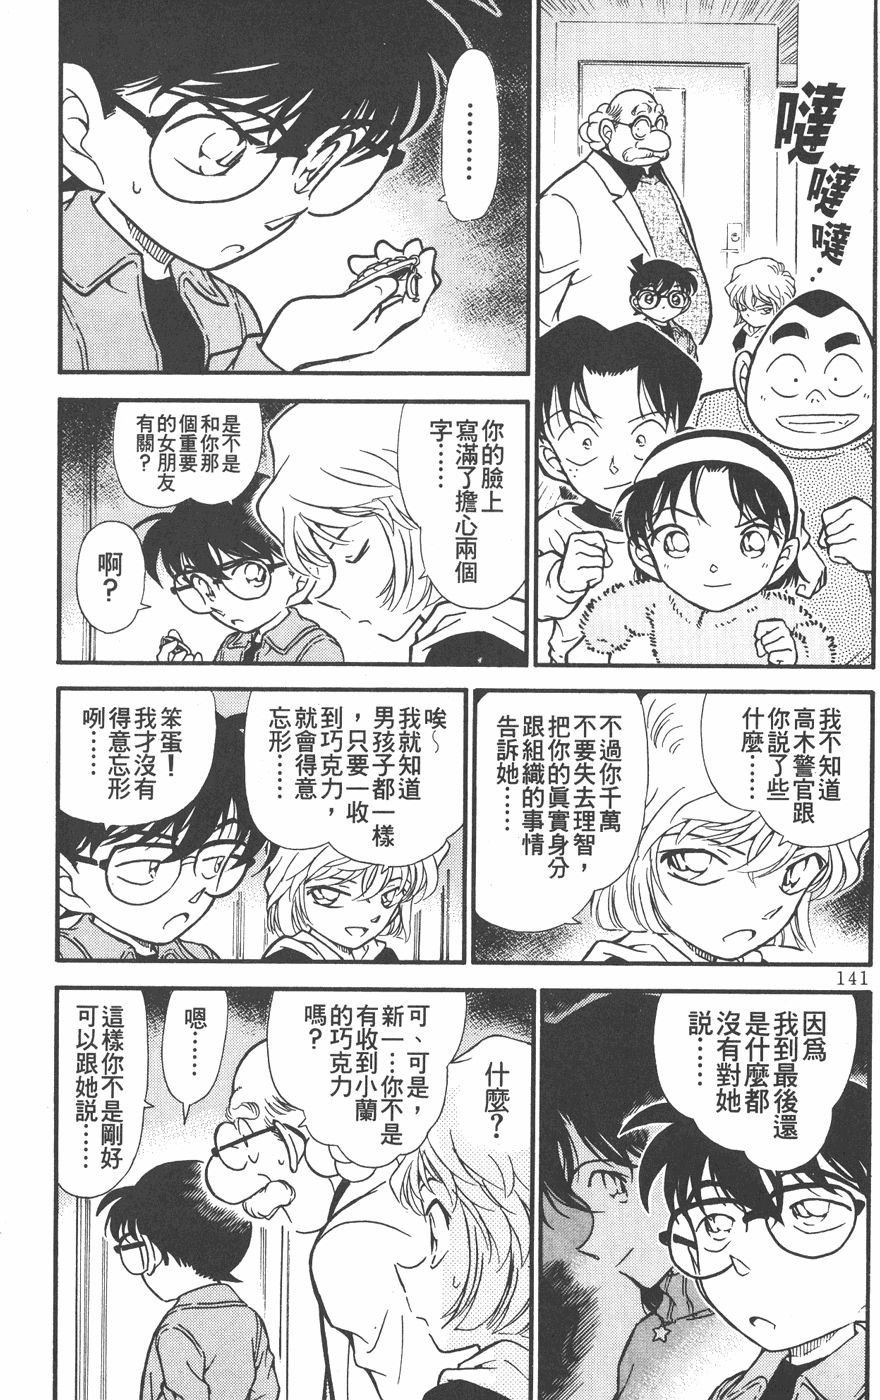 噠
噠
噠…
………
你的臉上
寫滿了擔心兩個
字……
是不是
和你那
個重要
的女朋友
有關？
啊？
我不知道
高木警官跟
你說了些
什麼……
不過你千萬
不要失去理智，
把你的真實身分
跟組織的事情
告訴她……
唉～
我就知道
男孩子都一樣
，只要一收
到巧克力，
就會得意
忘形……
笨蛋！
我才沒有
得意忘形
咧……
141
因爲
我到最後還
是什麼都
沒有對她
説……
什麼？
可、可是，
新一…你不是
有收到小蘭
的巧克力
嗎？
嗯……
這樣你不是剛好
可以跟她説……